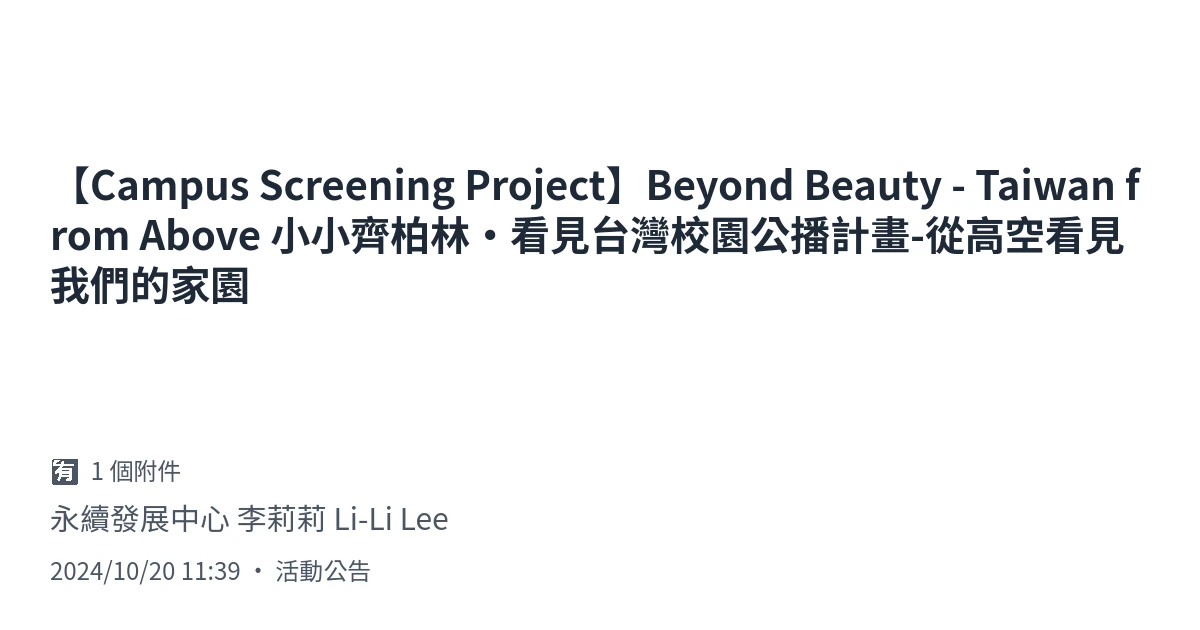 【Campus Screening Project】Beyond Beauty - Taiwan f
rom Above 小小齊柏林・看見台灣校園公播計畫-從高空看見
我們的家園
有 1 個附件
永續發展中心 李莉莉 Li-Li Lee
2024/10/20 11:39 ・ 活動公告